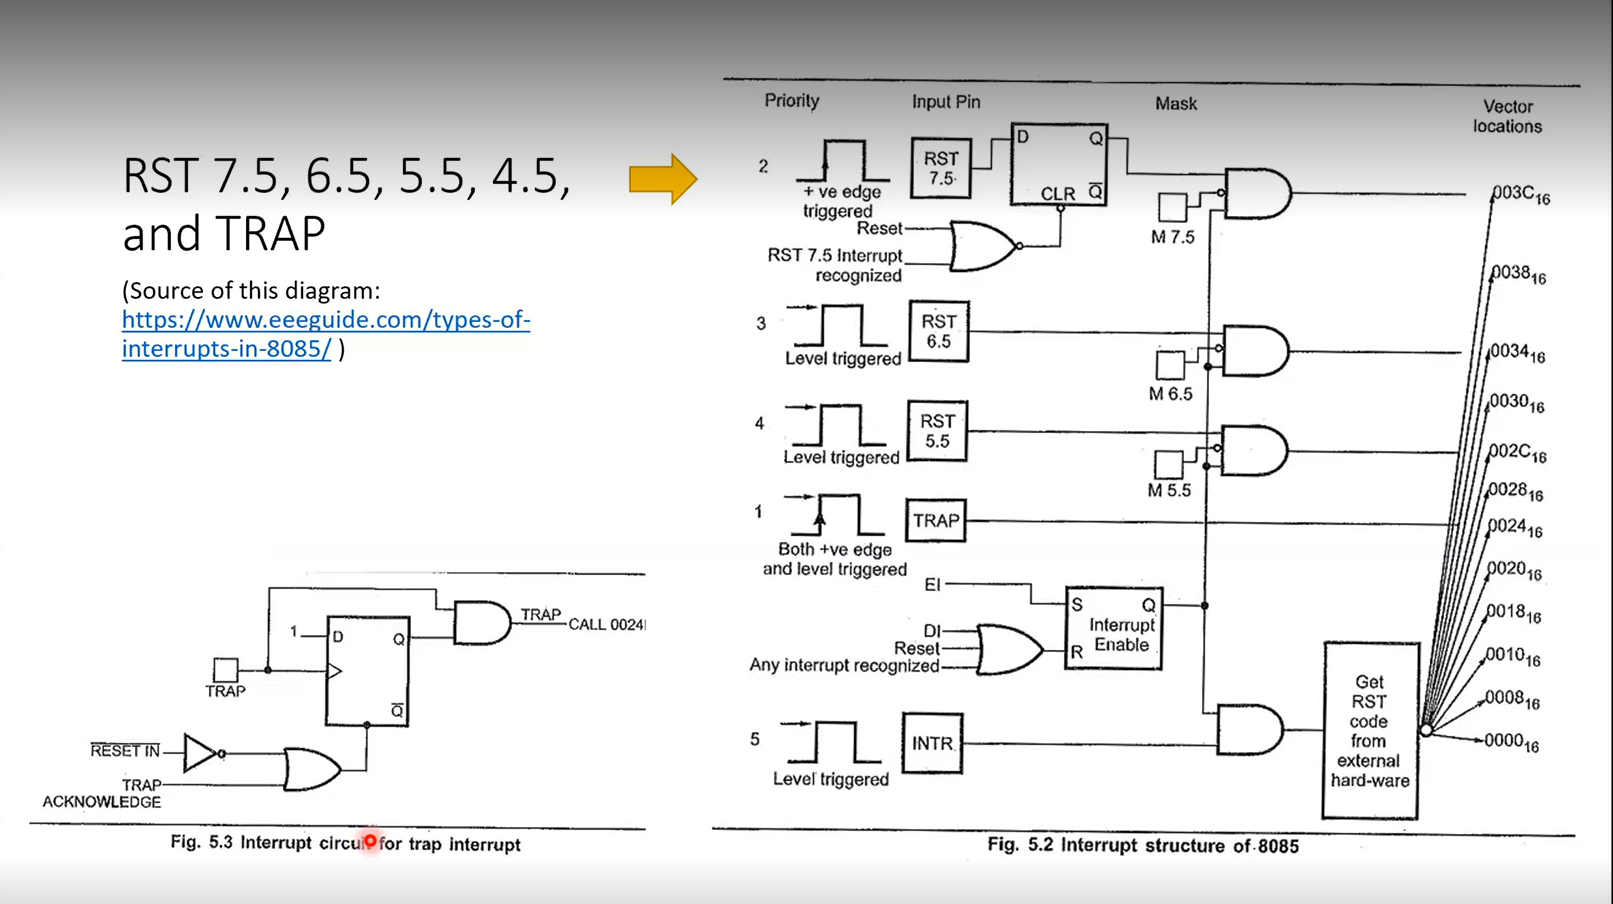 RST 7.5, 6.5, 5.5, 4.5,
and TRAP
(Source of this diagram:
https://www.eeeguide.com/types-of-
interrupts-in-8085/ )
1
D
Q
Q̅
TRAP
TRAP
CALL 0024
RESET IN
TRAP
ACKNOWLEDGE
Fig. 5.3 Interrupt circuit for trap interrupt
Priority
Input Pin
Mask
Vector
locations
2
+ ve edge
triggered
RST
7.5
D
Q
CLR
Q̅
Reset
RST 7.5 Interrupt
recognized
M 7.5
3
Level triggered
RST
6.5
M 6.5
4
Level triggered
RST
5.5
M 5.5
1
Both +ve edge
and level triggered
TRAP
EI
DI
Reset
Any interrupt recognized
S
Q
Interrupt
Enable
R
5
Level triggered
INTR
Get
RST
code
from
external
hard-ware
003C16
003816
003416
003016
002C16
002816
002416
002016
001816
001016
000816
000016
Fig. 5.2 Interrupt structure of 8085